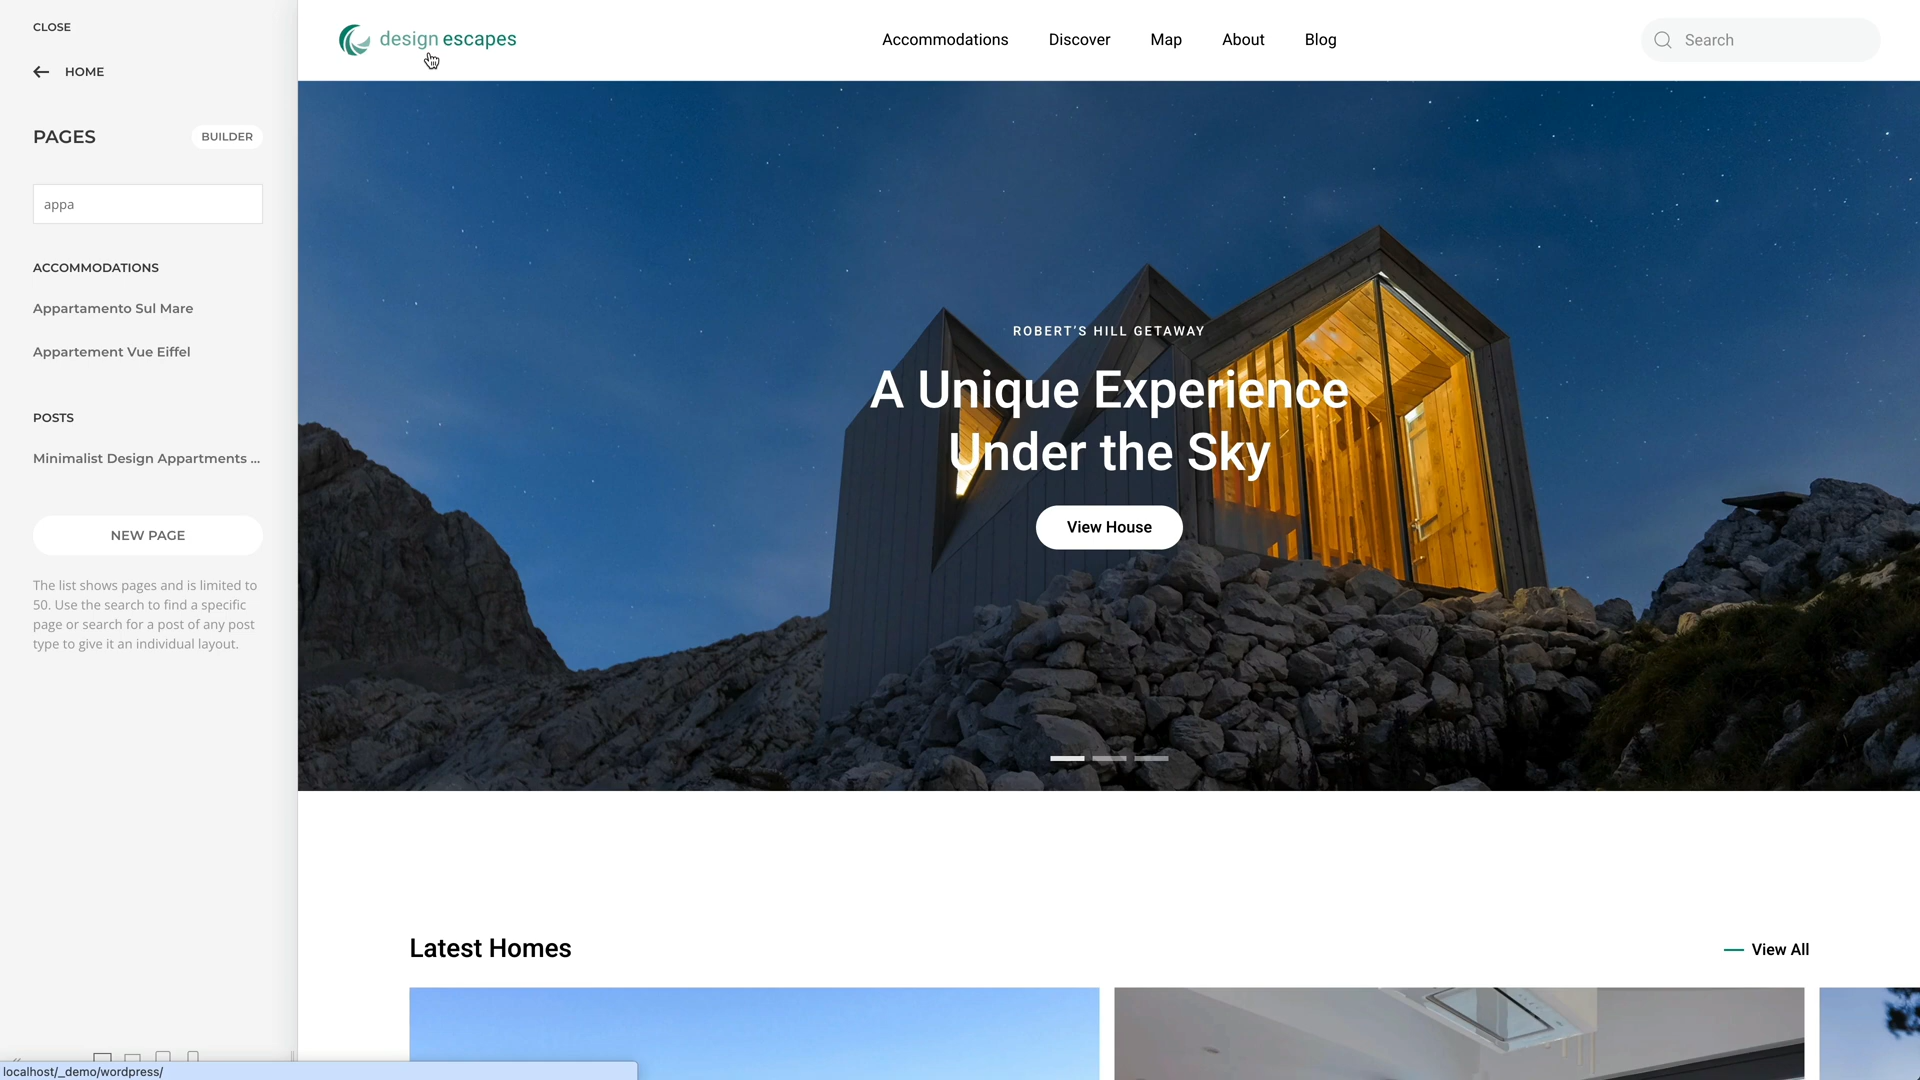 CLOSE
HOME
PAGES
BUILDER
appa
ACCOMMODATIONS
Appartamento Sul Mare
Appartement Vue Eiffel
POSTS
Minimalist Design Appartments ...
NEW PAGE
The list shows pages and is limited to
50. Use the search to find a specific
page or search for a post of any post
type to give it an individual layout.
localhost/_demo/wordpress/
design escapes
Accommodations
Discover
Map
About
Blog
Search
ROBERT’S HILL GETAWAY
A Unique Experience
Under the Sky
View House
Latest Homes
View All